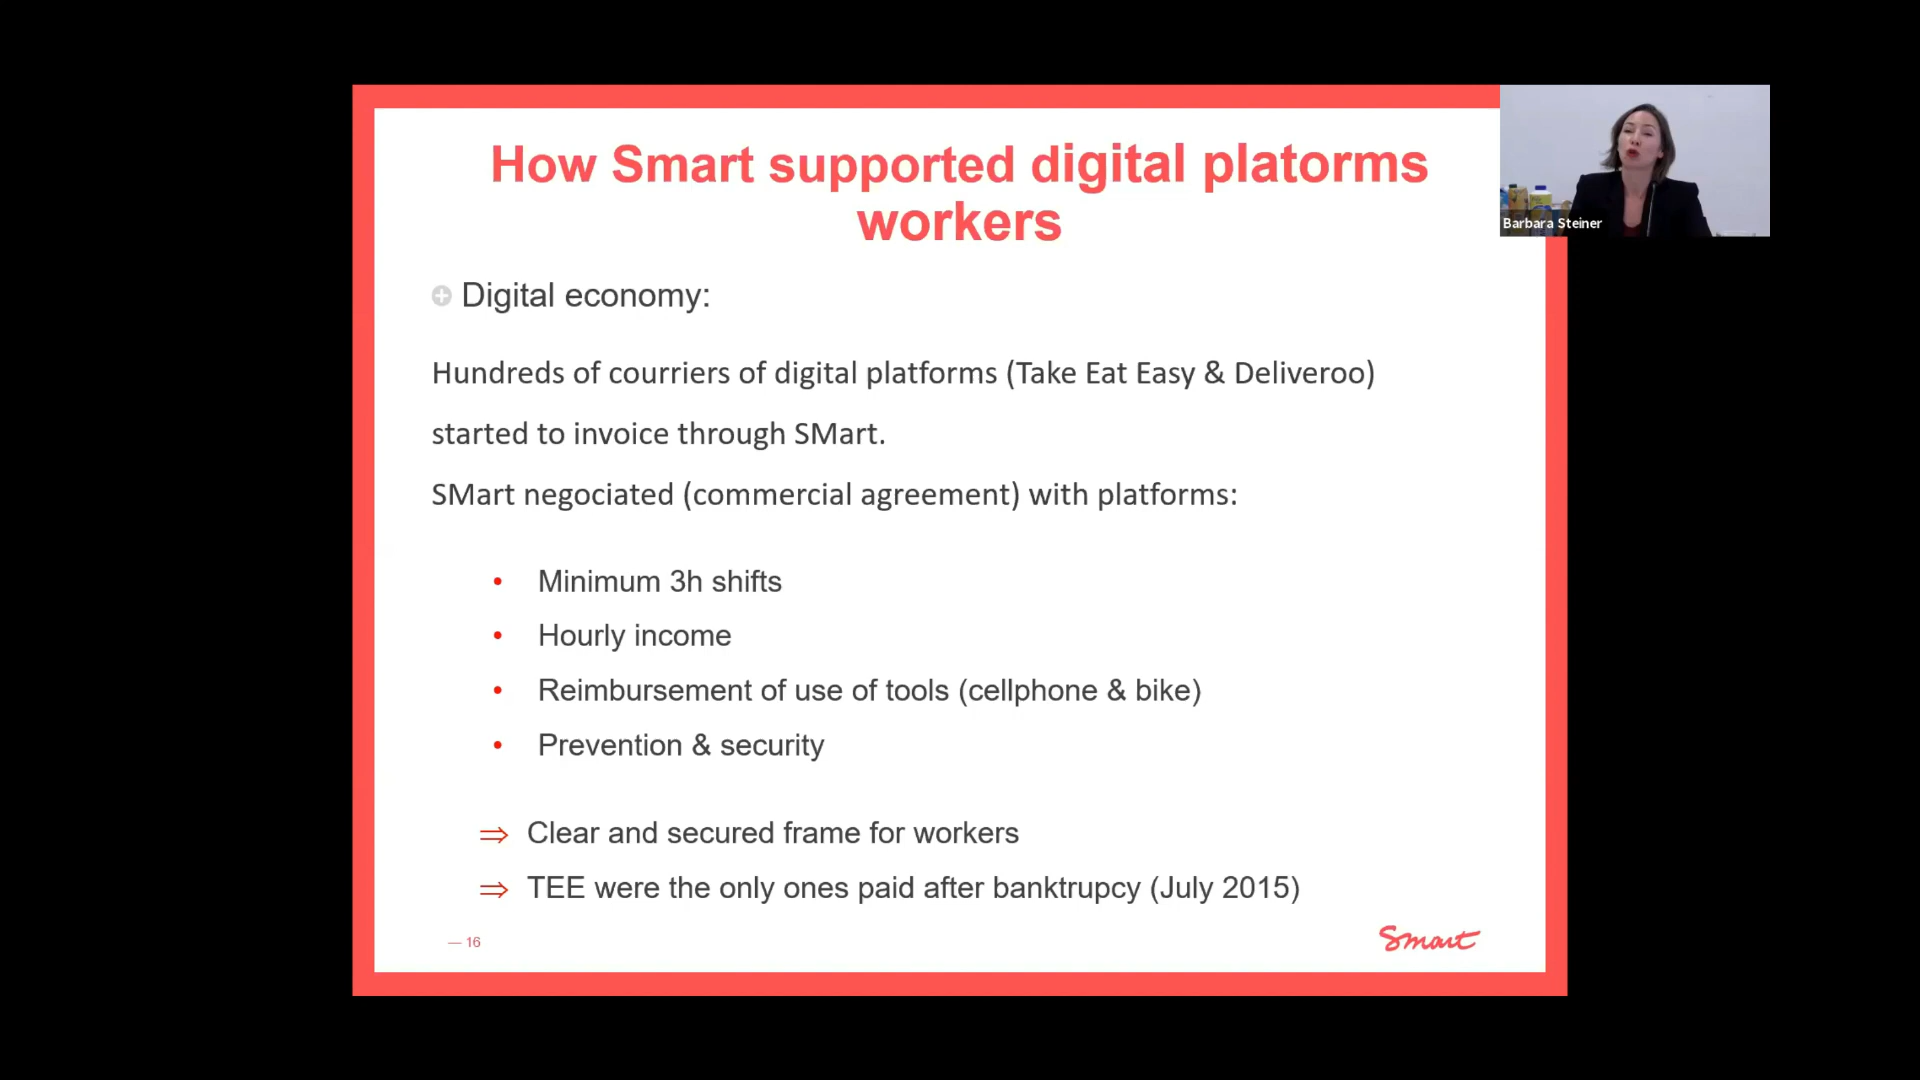 How Smart supported digital platorms
workers
Barbara Steiner
Digital economy:
Hundreds of courriers of digital platforms (Take Eat Easy & Deliveroo)
started to invoice through SMart.
SMart negociated (commercial agreement) with platforms:
• Minimum 3h shifts
• Hourly income
• Reimbursement of use of tools (cellphone & bike)
• Prevention & security
⇒ Clear and secured frame for workers
⇒ TEE were the only ones paid after banktrupcy (July 2015)
— 16
Smart